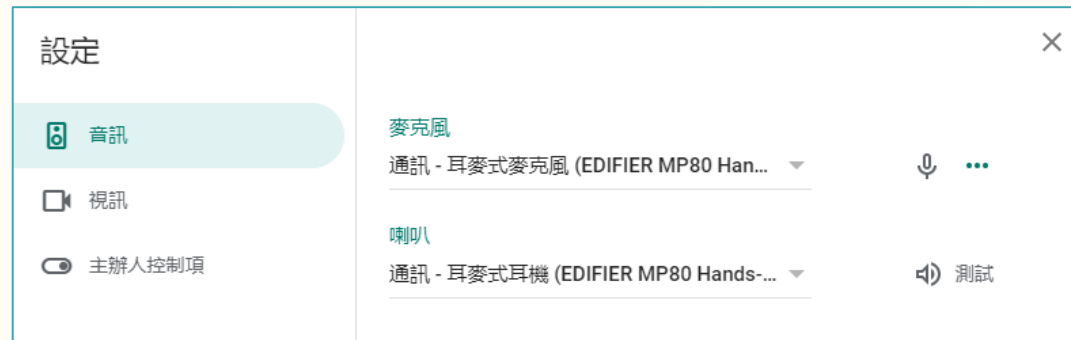 設定
音訊
視訊
主辦人控制項
麥克風
通訊 - 耳麥式麥克風 (EDIFIER MP80 Han...
喇叭
通訊 - 耳麥式耳機 (EDIFIER MP80 Hands-...
測試